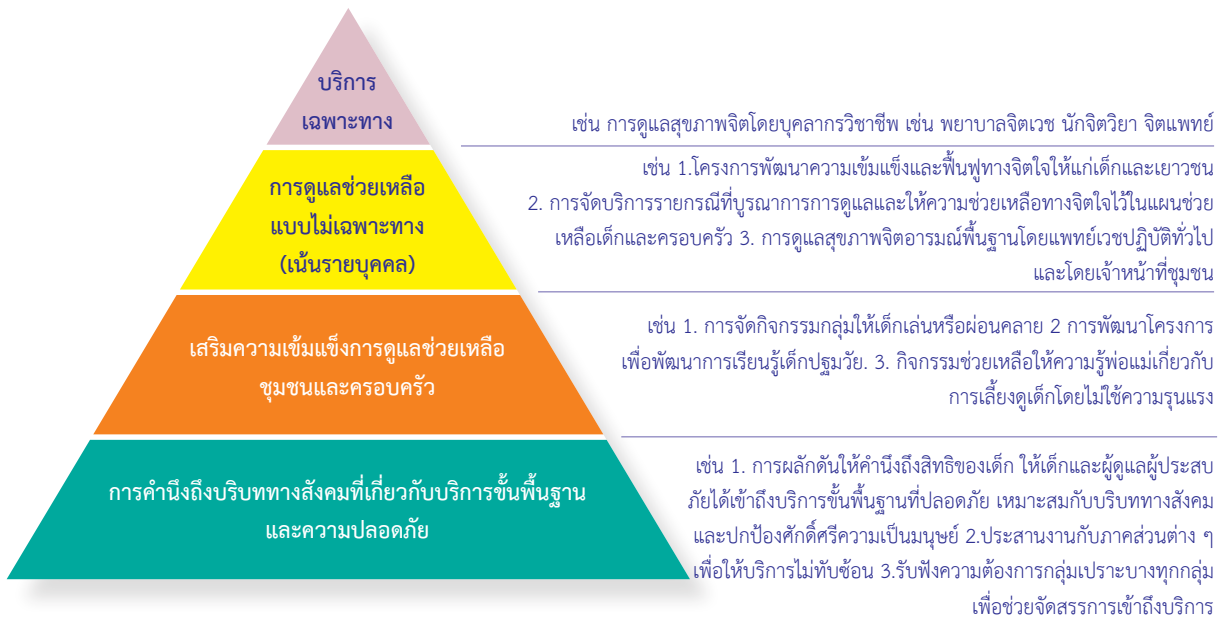 บริการ
เฉพาะทาง
เช่น การดูแลสุขภาพจิตโดยบุคลากรวิชาชีพ เช่น พยาบาลจิตเวช นักจิตวิยา จิตแพทย์
การดูแลช่วยเหลือ
แบบไม่เฉพาะทาง
(เน้นรายบุคคล)
เช่น 1.โครงการพัฒนาความเข้มแข็งและฟื้นฟูทางจิตใจให้แก่เด็กและเยาวชน
2. การจัดบริการรายกรณีที่บูรณาการการดูแลและให้ความช่วยเหลือทางจิตใจไว้ในแผนช่วย
เหลือเด็กและครอบครัว 3. การดูแลสุขภาพจิตอารมณ์พื้นฐานโดยแพทย์เวชปฏิบัติทั่วไป
และโดยเจ้าหน้าที่ชุมชน
เสริมความเข้มแข็งการดูแลช่วยเหลือ
ชุมชนและครอบครัว
เช่น 1. การจัดกิจกรรมกลุ่มให้เด็กเล่นหรือผ่อนคลาย 2 การพัฒนาโครงการ
เพื่อพัฒนาการเรียนรู้เด็กปฐมวัย. 3. กิจกรรมช่วยเหลือให้ความรู้พ่อแม่เกี่ยวกับ
การเลี้ยงดูเด็กโดยไม่ใช้ความรุนแรง
การคำนึงถึงบริบททางสังคมที่เกี่ยวกับบริการขั้นพื้นฐาน
และความปลอดภัย
เช่น 1. การผลักดันให้คำนึงถึงสิทธิของเด็ก ให้เด็กและผู้ดูแลผู้ประสบ
ภัยได้เข้าถึงบริการขั้นพื้นฐานที่ปลอดภัย เหมาะสมกับบริบททางสังคม
และปกป้องศักดิ์ศรีความเป็นมนุษย์ 2.ประสานงานกับภาคส่วนต่าง ๆ
เพื่อให้บริการไม่ทับซ้อน 3.รับฟังความต้องการกลุ่มเปราะบางทุกกลุ่ม
เพื่อช่วยจัดสรรการเข้าถึงบริการ